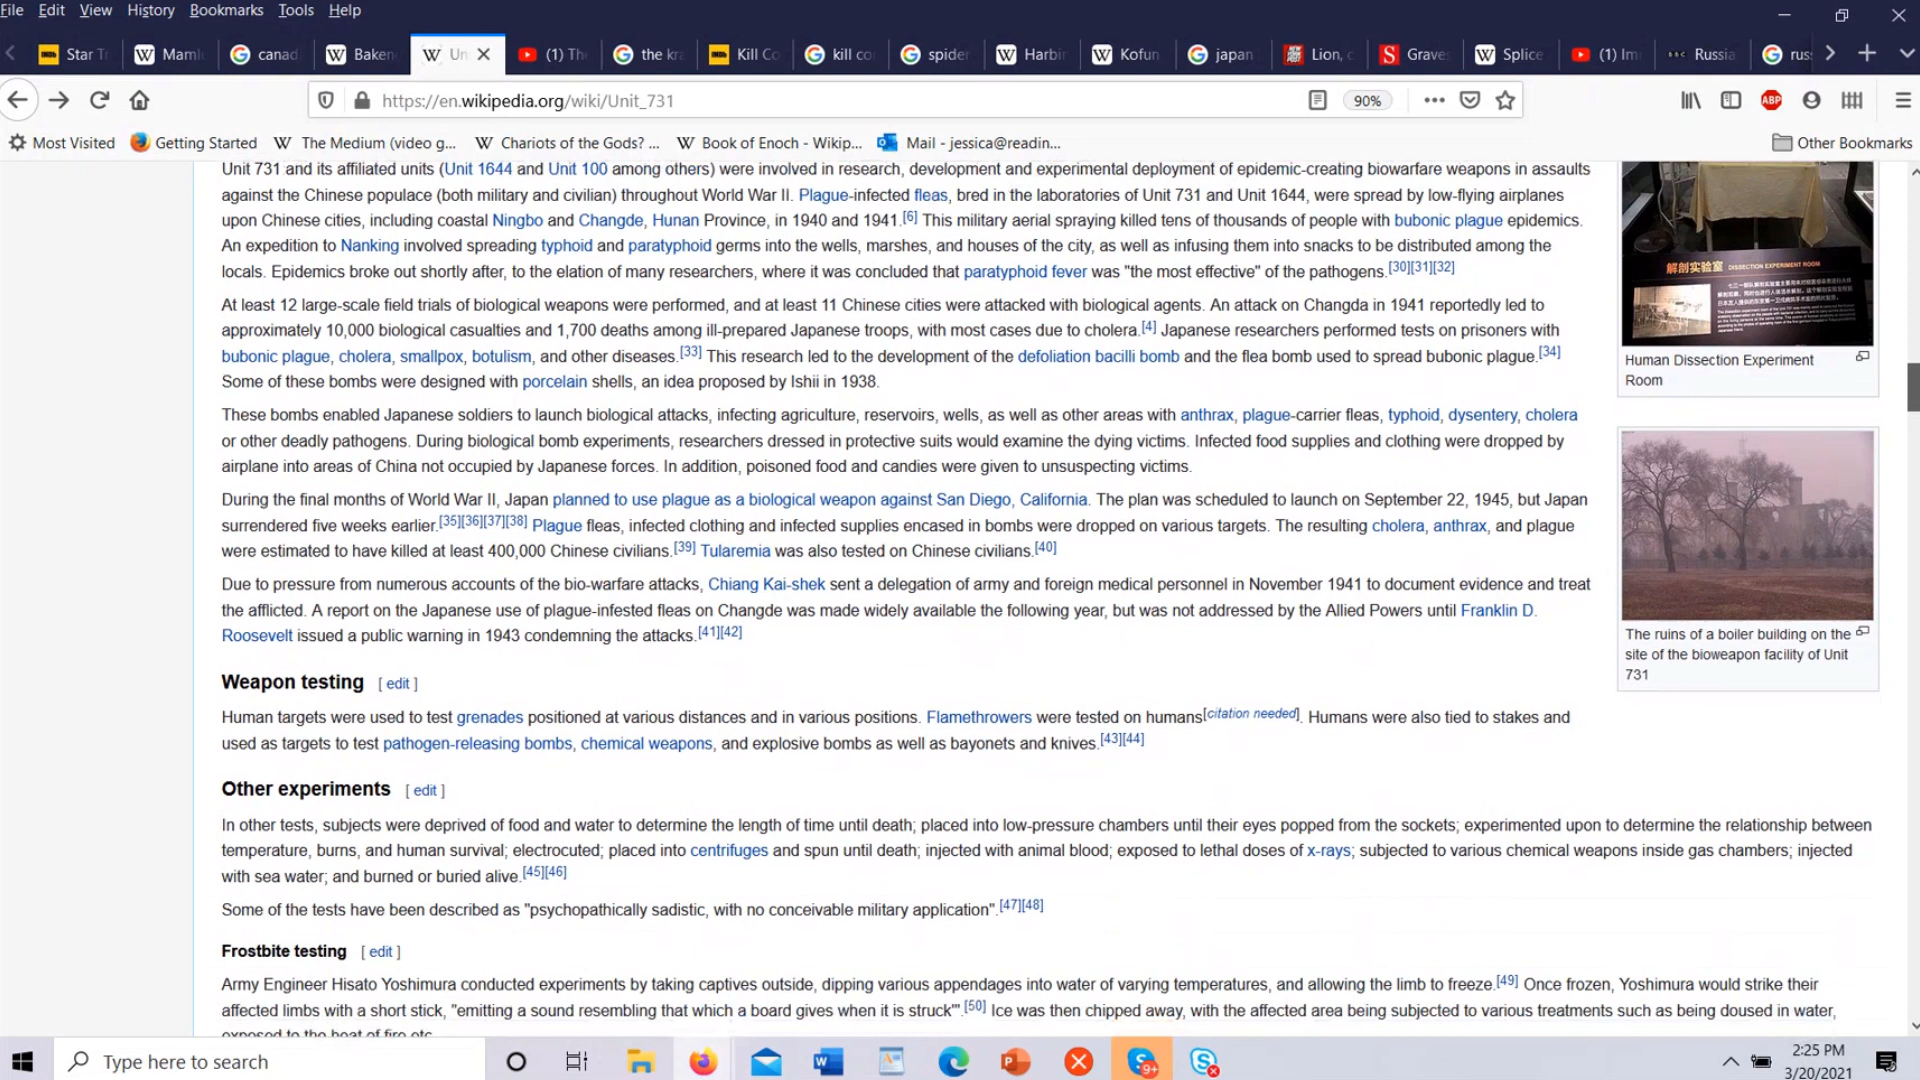 File Edit View History Bookmarks Tools Help
Star T Maml canad Baken Un (1) Th the kr Kill Co kill co spider Harbi Kofun japan Lion, c Graves Splice (1) Im BBC Russia rus
https://en.wikipedia.org/wiki/Unit_731 90% ABP
Most Visited Getting Started The Medium (video g... Chariots of the Gods? ... Book of Enoch - Wikip... Mail - jessica@readin... Other Bookmarks
Unit 731 and its affiliated units (Unit 1644 and Unit 100 among others) were involved in research, development and experimental deployment of epidemic-creating biowarfare weapons in assaults
against the Chinese populace (both military and civilian) throughout World War II. Plague-infected fleas, bred in the laboratories of Unit 731 and Unit 1644, were spread by low-flying airplanes
upon Chinese cities, including coastal Ningbo and Changde, Hunan Province, in 1940 and 1941.[6] This military aerial spraying killed tens of thousands of people with bubonic plague epidemics.
An expedition to Nanking involved spreading typhoid and paratyphoid germs into the wells, marshes, and houses of the city, as well as infusing them into snacks to be distributed among the
locals. Epidemics broke out shortly after, to the elation of many researchers, where it was concluded that paratyphoid fever was "the most effective" of the pathogens.[30][31][32]
At least 12 large-scale field trials of biological weapons were performed, and at least 11 Chinese cities were attacked with biological agents. An attack on Changda in 1941 reportedly led to
approximately 10,000 biological casualties and 1,700 deaths among ill-prepared Japanese troops, with most cases due to cholera.[4] Japanese researchers performed tests on prisoners with
bubonic plague, cholera, smallpox, botulism, and other diseases.[33] This research led to the development of the defoliation bacilli bomb and the flea bomb used to spread bubonic plague.[34]
Some of these bombs were designed with porcelain shells, an idea proposed by Ishii in 1938.
These bombs enabled Japanese soldiers to launch biological attacks, infecting agriculture, reservoirs, wells, as well as other areas with anthrax, plague-carrier fleas, typhoid, dysentery, cholera
or other deadly pathogens. During biological bomb experiments, researchers dressed in protective suits would examine the dying victims. Infected food supplies and clothing were dropped by
airplane into areas of China not occupied by Japanese forces. In addition, poisoned food and candies were given to unsuspecting victims.
During the final months of World War II, Japan planned to use plague as a biological weapon against San Diego, California. The plan was scheduled to launch on September 22, 1945, but Japan
surrendered five weeks earlier.[35][36][37][38] Plague fleas, infected clothing and infected supplies encased in bombs were dropped on various targets. The resulting cholera, anthrax, and plague
were estimated to have killed at least 400,000 Chinese civilians.[39] Tularemia was also tested on Chinese civilians.[40]
Due to pressure from numerous accounts of the bio-warfare attacks, Chiang Kai-shek sent a delegation of army and foreign medical personnel in November 1941 to document evidence and treat
the afflicted. A report on the Japanese use of plague-infested fleas on Changde was made widely available the following year, but was not addressed by the Allied Powers until Franklin D.
Roosevelt issued a public warning in 1943 condemning the attacks.[41][42]
Weapon testing [ edit ]
Human targets were used to test grenades positioned at various distances and in various positions. Flamethrowers were tested on humans[citation needed]. Humans were also tied to stakes and
used as targets to test pathogen-releasing bombs, chemical weapons, and explosive bombs as well as bayonets and knives.[43][44]
Other experiments [ edit ]
In other tests, subjects were deprived of food and water to determine the length of time until death; placed into low-pressure chambers until their eyes popped from the sockets; experimented upon to determine the relationship between
temperature, burns, and human survival; electrocuted; placed into centrifuges and spun until death; injected with animal blood; exposed to lethal doses of x-rays; subjected to various chemical weapons inside gas chambers; injected
with sea water; and burned or buried alive.[45][46]
Some of the tests have been described as "psychopathically sadistic, with no conceivable military application".[47][48]
Frostbite testing [ edit ]
Army Engineer Hisato Yoshimura conducted experiments by taking captives outside, dipping various appendages into water of varying temperatures, and allowing the limb to freeze.[49] Once frozen, Yoshimura would strike their
affected limbs with a short stick, "emitting a sound resembling that which a board gives when it is struck".[50] Ice was then chipped away, with the affected area being subjected to various treatments such as being doused in water,
exposed to the heat of fire etc.
解剖实验室 DISSECTION EXPERIMENT ROOM
Human Dissection Experiment
Room
The ruins of a boiler building on the
site of the bioweapon facility of Unit
731
Type here to search
9+
2:25 PM
3/20/2021